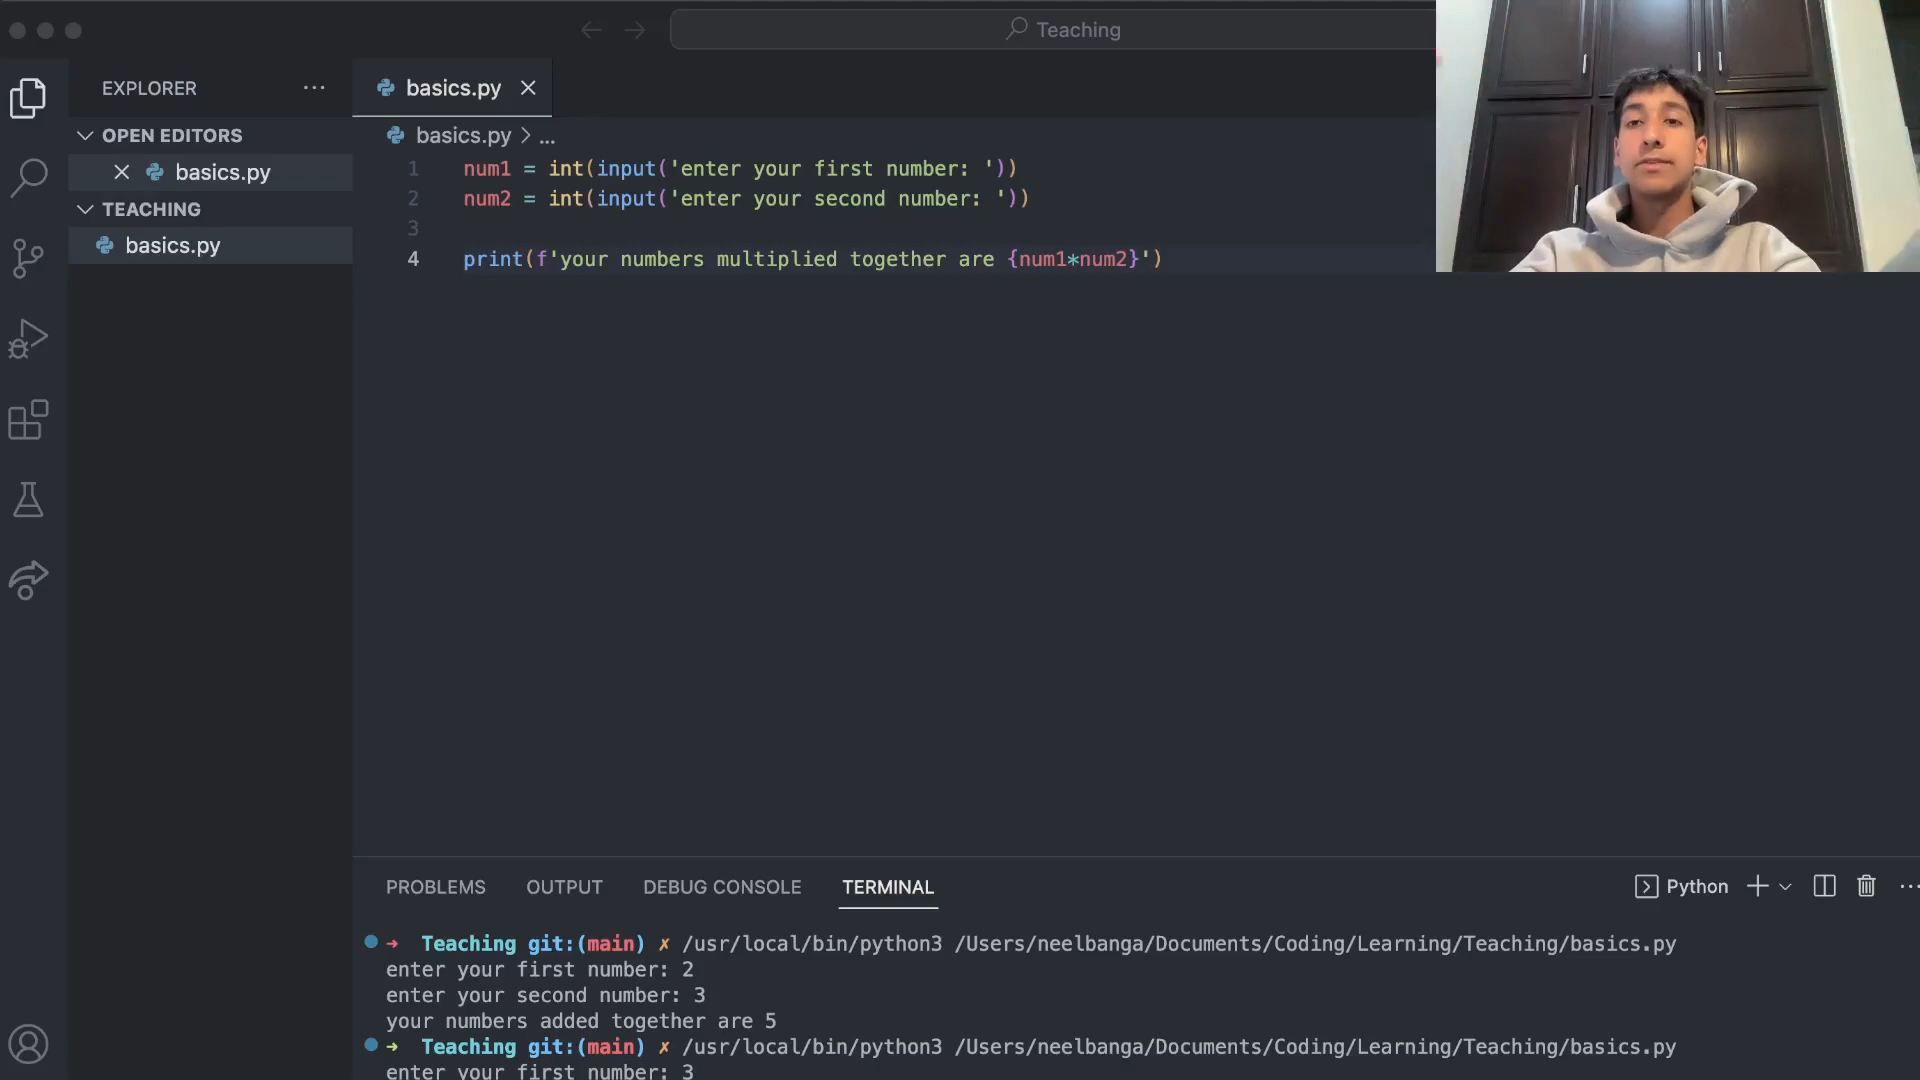 Teaching
EXPLORER
basics.py
OPEN EDITORS
basics.py
TEACHING
basics.py
basics.py > ...
1 num1 = int(input('enter your first number: '))
2 num2 = int(input('enter your second number: '))
3
4 print(f'your numbers multiplied together are {num1*num2}')
PROBLEMS OUTPUT DEBUG CONSOLE TERMINAL
Python
→ Teaching git:(main) ✗ /usr/local/bin/python3 /Users/neelbanga/Documents/Coding/Learning/Teaching/basics.py
enter your first number: 2
enter your second number: 3
your numbers added together are 5
→ Teaching git:(main) ✗ /usr/local/bin/python3 /Users/neelbanga/Documents/Coding/Learning/Teaching/basics.py
enter your first number: 3